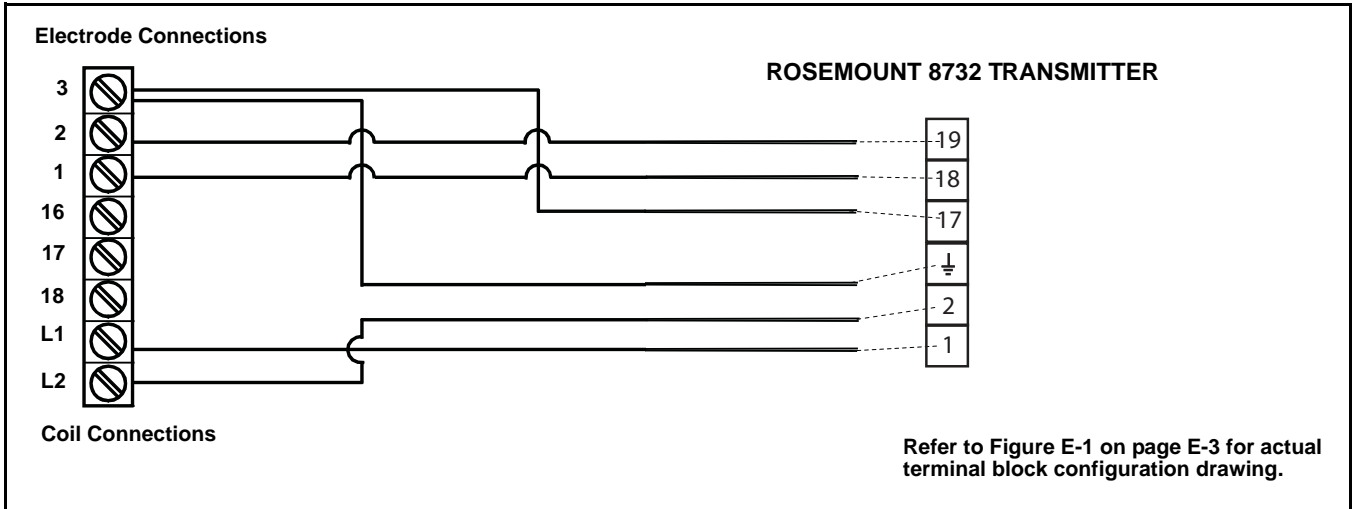 Electrode Connections
ROSEMOUNT 8732 TRANSMITTER
3
2
1
16
17
18
L1
L2
19
18
17
2
1
Coil Connections
Refer to Figure E-1 on page E-3 for actual
terminal block configuration drawing.